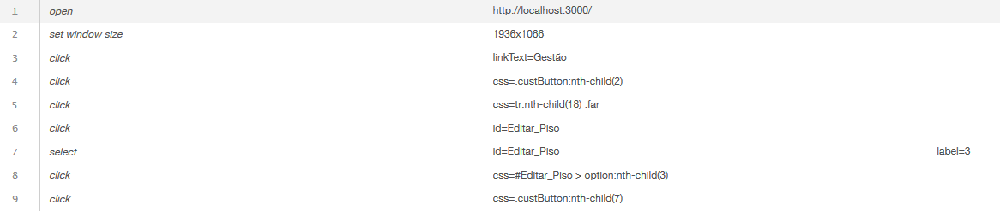 1 open http://localhost:3000/
2 set window size 1936x1066
3 click linkText=Gestão
4 click css=.custButton:nth-child(2)
5 click css=tr:nth-child(18) .far
6 click id=Editar_Piso
7 select id=Editar_Piso label=3
8 click css=#Editar_Piso > option:nth-child(3)
9 click css=.custButton:nth-child(7)